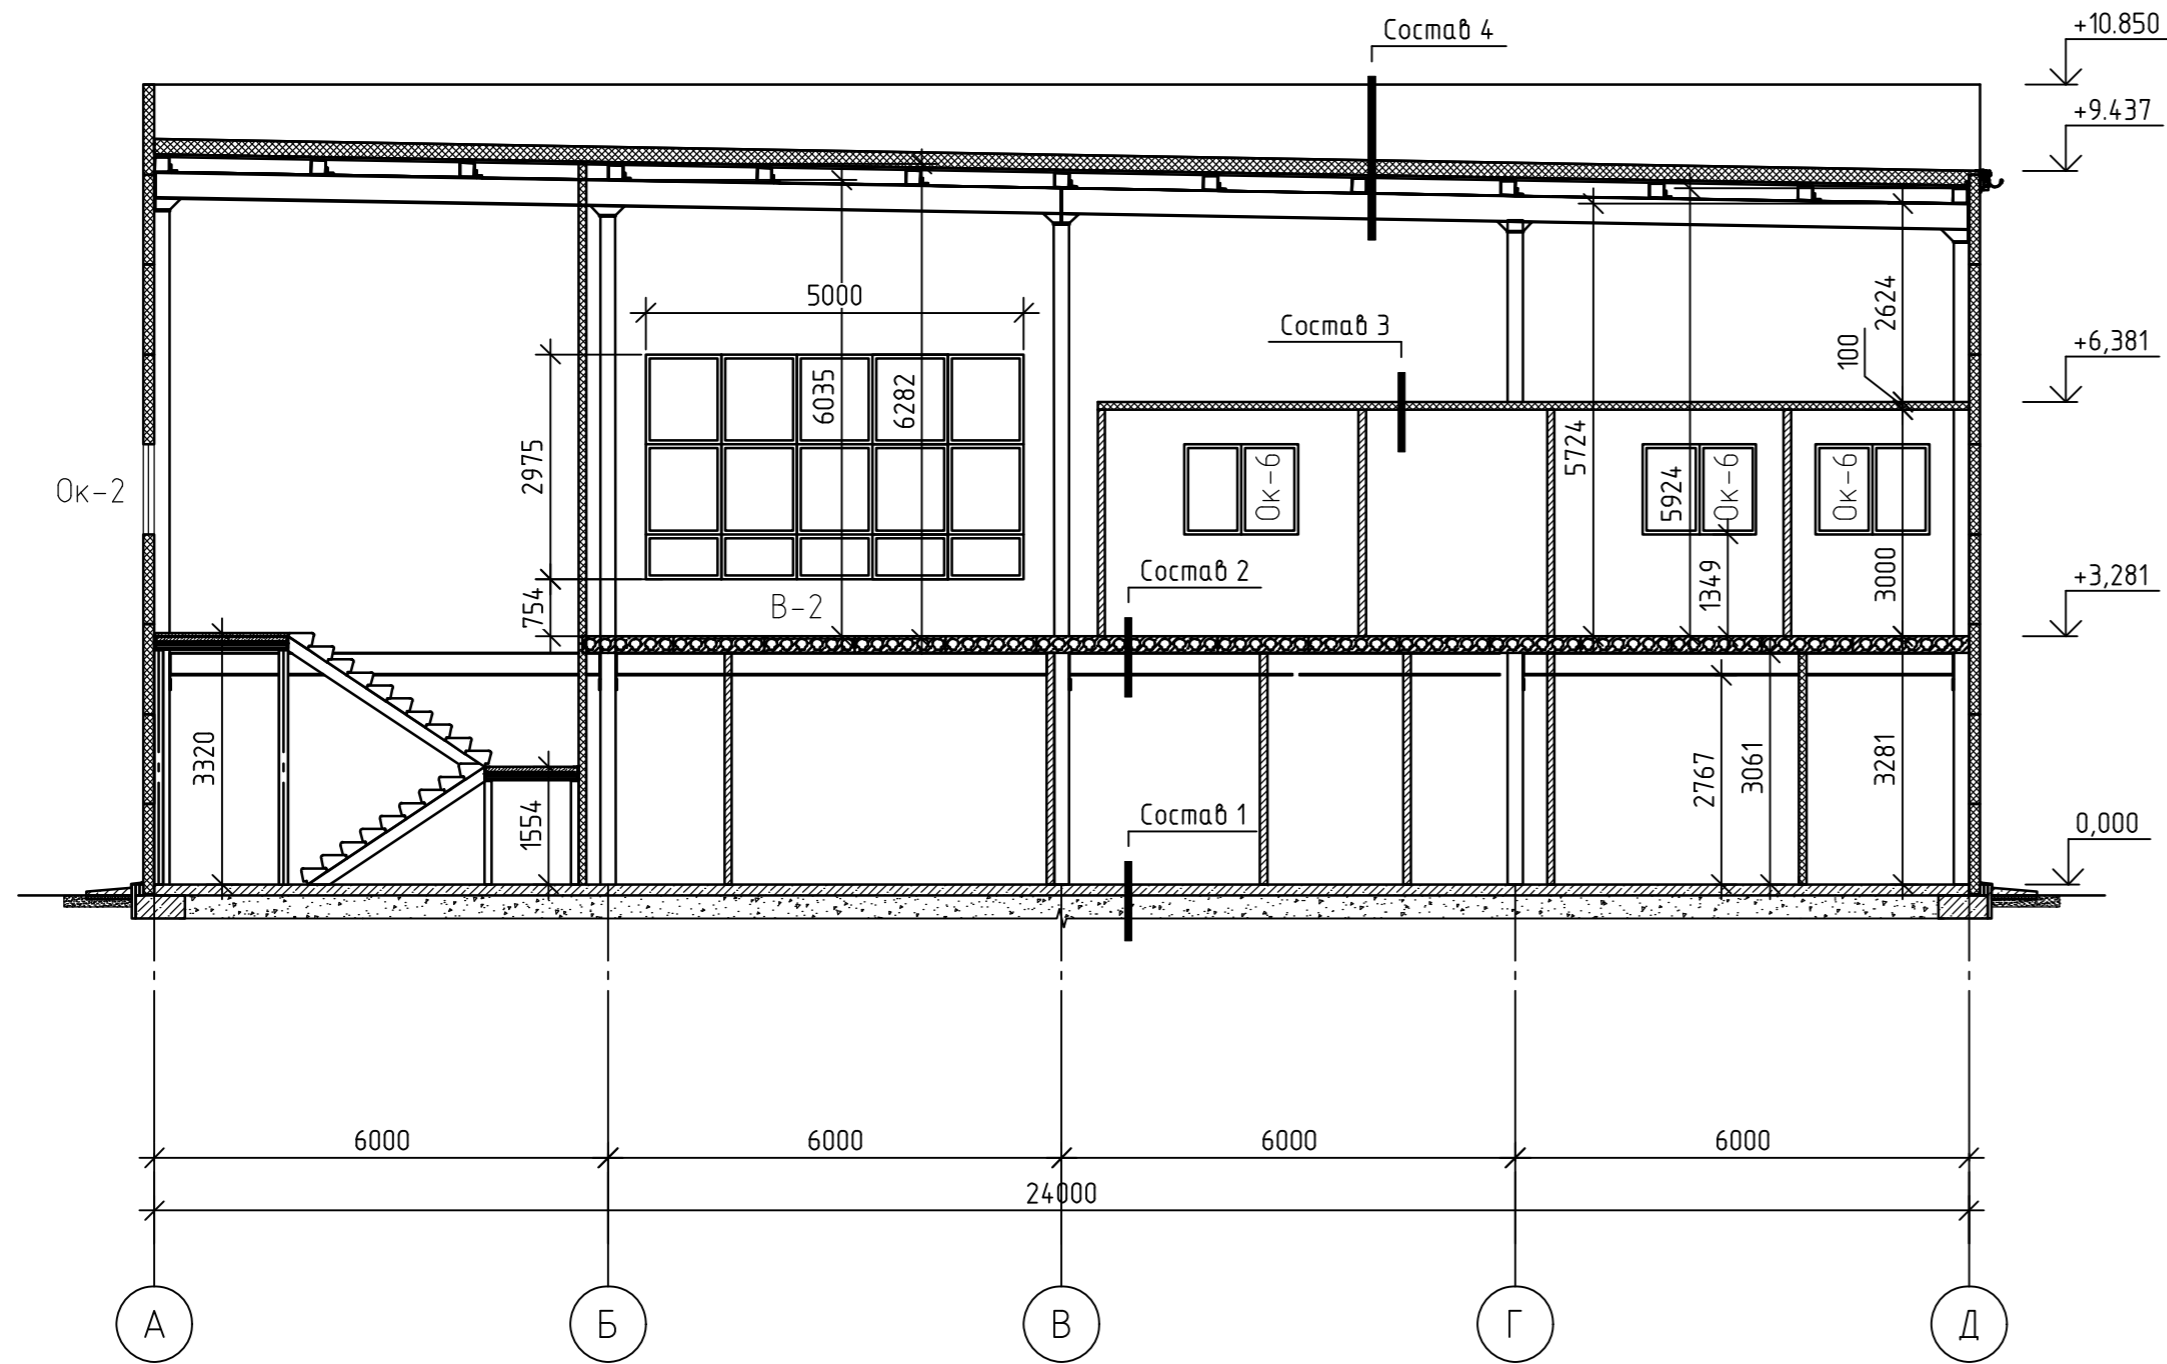 Состав 4
+10.850
+9.437
5000
Состав 3
2624
100
+6,381
6035
6282
2975
5724
5924
Ок-2
Ок-6
Ок-6
Ок-6
754
В-2
Состав 2
1349
3000
+3,281
3320
1554
Состав 1
2767
3061
3281
0,000
6000
6000
6000
6000
24000
А
Б
В
Г
Д